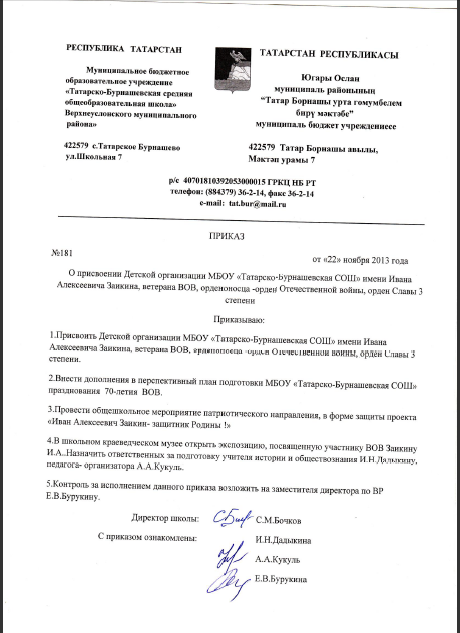 РЕСПУБЛИКА ТАТАРСТАН
Муниципальное бюджетное
образовательное учреждение
«Татарско-Бурнашевская средняя
общеобразовательная школа»
Верхнеуслонского муниципального
района»
422579 с.Татарское Бурнашево
ул.Школьная 7
ТАТАРСТАН РЕСПУБЛИКАСЫ
Югары Ослан
муниципаль районының
“Татар Борнашы урта гомумбелем
бирү мәктәбе”
муниципаль бюджет учреждениесе
422579 Татар Борнашы авылы,
Мәктәп урамы 7
р/с 40701810392053000015 ГРКЦ НБ РТ
телефон: (884379) 36-2-14, факс 36-2-14
e-mail: tat.bur@mail.ru
ПРИКАЗ
№181
от «22» ноября 2013 года
О присвоении Детской организации МБОУ «Татарско-Бурнашевская СОШ» имени Ивана
Алексеевича Заикина, ветерана ВОВ, орденоносца -орден Отечественной войны, орден Славы 3
степени
Приказываю:
1.Присвоить Детской организации МБОУ «Татарско-Бурнашевская СОШ» имени Ивана
Алексеевича Заикина, ветерана ВОВ, орденоносца -орден Отечественной войны, орден Славы 3
степени.
2.Внести дополнения в перспективный план подготовки МБОУ «Татарско-Бурнашевская СОШ»
празднования 70-летия ВОВ.
3.Провести общешкольное мероприятие патриотического направления, в форме защиты проекта
«Иван Алексеевич Заикин- защитник Родины !»
4.В школьном краеведческом музее открыть экспозицию, посвященную участнику ВОВ Заикину
И.А..Назначить ответственных за подготовку учителя истории и обществознания И.Н.Дадыкину,
педагога- организатора А.А.Кукуль.
5.Контроль за исполнением данного приказа возложить на заместителя директора по ВР
Е.В.Бурукину.
Директор школы: С.М.Бочков
С приказом ознакомлены: И.Н.Дадыкина
А.А.Кукуль
Е.В.Бурукина